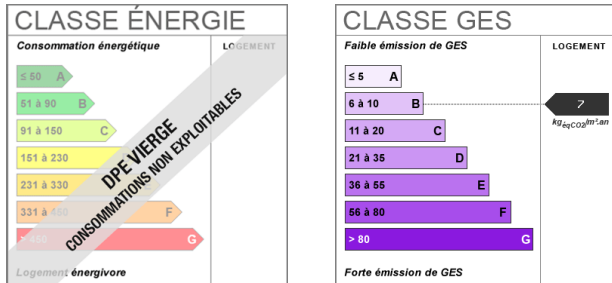 CLASSE ÉNERGIE
Consommation énergétique
LOGEMENT
≤ 50 A
51 à 90 B
91 à 150 C
151 à 230
231 à 330
331 à 450 F
> 450 G
Logement énergivore
DPE VIERGE
CONSOMMATIONS NON EXPLOITABLES
CLASSE GES
Faible émission de GES
LOGEMENT
≤ 5 A
6 à 10 B
7
kgéqCO2/m².an
11 à 20 C
21 à 35 D
36 à 55 E
56 à 80 F
> 80 G
Forte émission de GES